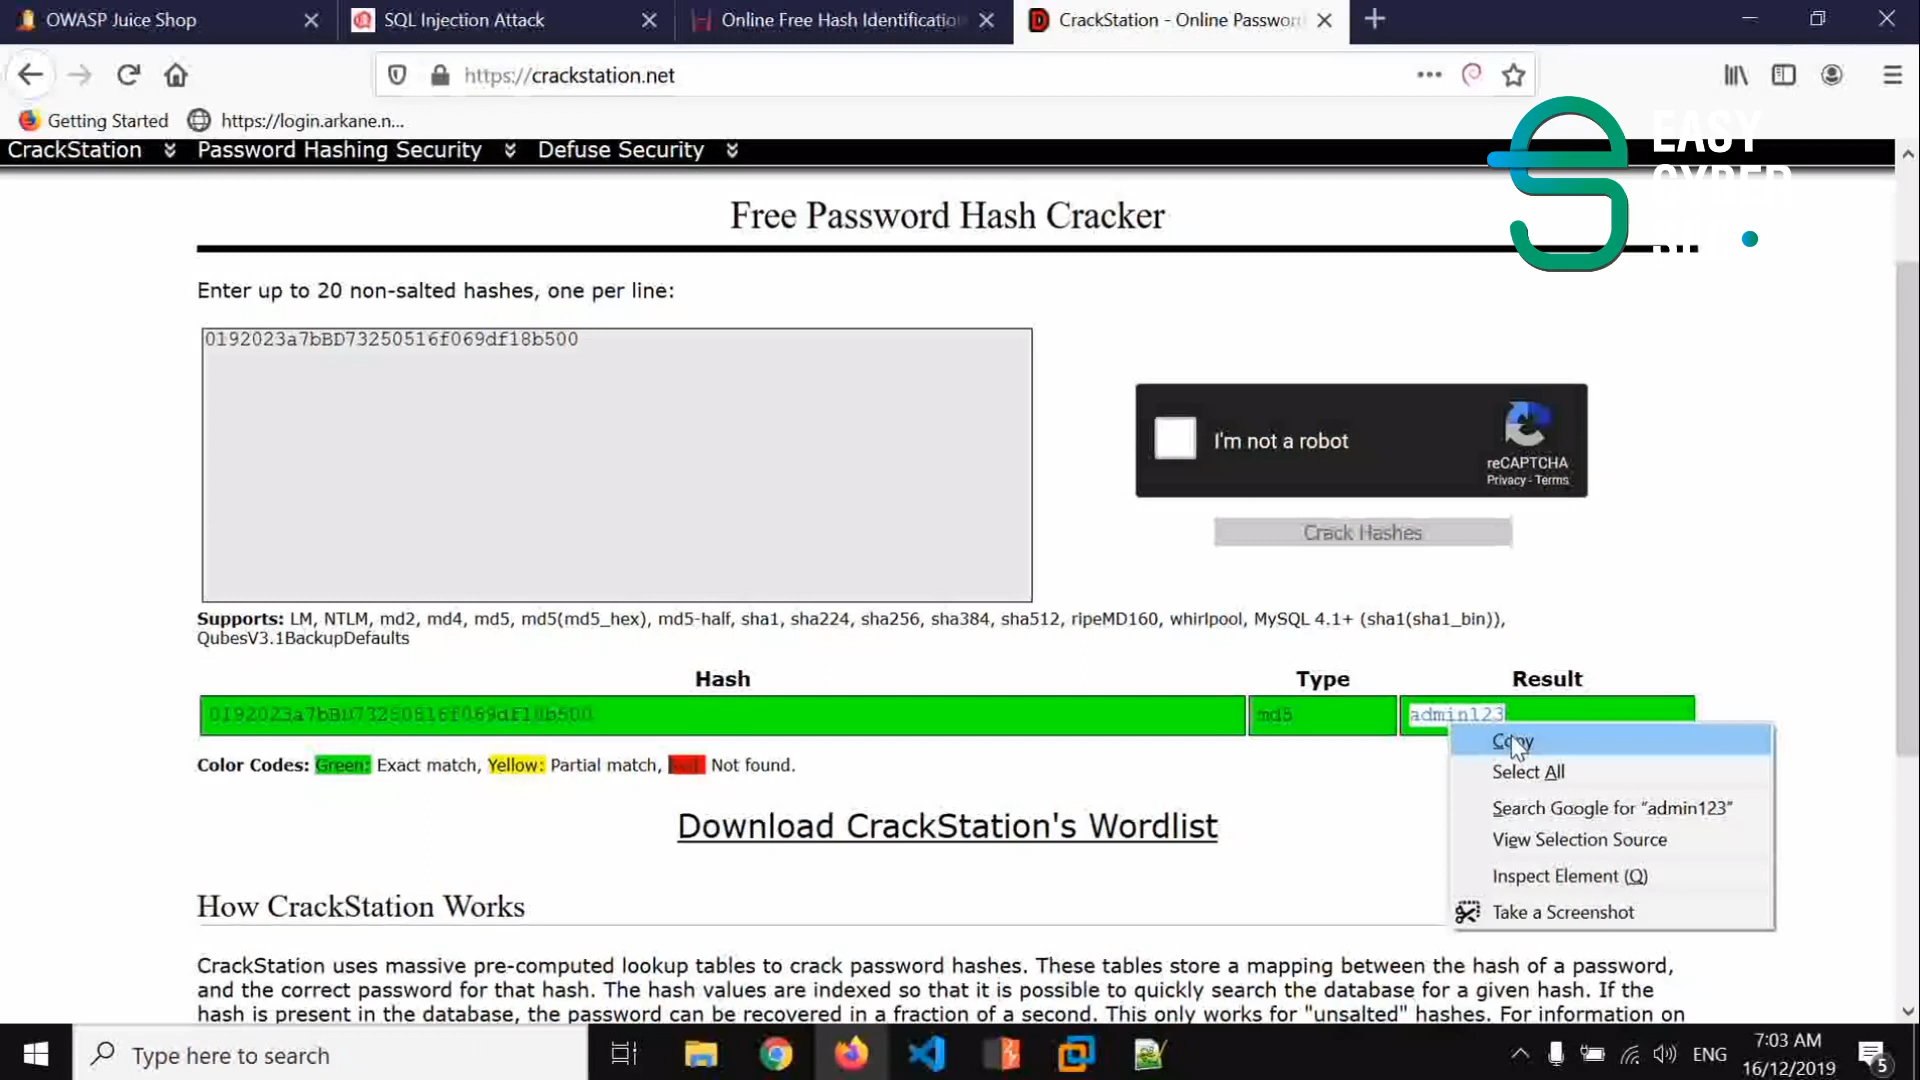 OWASP Juice Shop
SQL Injection Attack
Online Free Hash Identificatio
CrackStation - Online Passwor
https://crackstation.net
Getting Started
https://login.arkane.n...
CrackStation
Password Hashing Security
Defuse Security
EASY
CYBER
Free Password Hash Cracker
Enter up to 20 non-salted hashes, one per line:
0192023a7bBD73250516f069df18b500
I'm not a robot
reCAPTCHA
Privacy - Terms
Crack Hashes
Supports: LM, NTLM, md2, md4, md5, md5(md5_hex), md5-half, sha1, sha224, sha256, sha384, sha512, ripeMD160, whirlpool, MySQL 4.1+ (sha1(sha1_bin)),
QubesV3.1BackupDefaults
Hash Type Result
0192023a7bBD73250516f069df18b500 md5 admin123
Color Codes: Green: Exact match, Yellow: Partial match, Not found.
Copy
Select All
Search Google for “admin123”
View Selection Source
Inspect Element (Q)
Take a Screenshot
Download CrackStation's Wordlist
How CrackStation Works
CrackStation uses massive pre-computed lookup tables to crack password hashes. These tables store a mapping between the hash of a password,
and the correct password for that hash. The hash values are indexed so that it is possible to quickly search the database for a given hash. If the
hash is present in the database, the password can be recovered in a fraction of a second. This only works for "unsalted" hashes. For information on
Type here to search
ENG
7:03 AM
16/12/2019
5